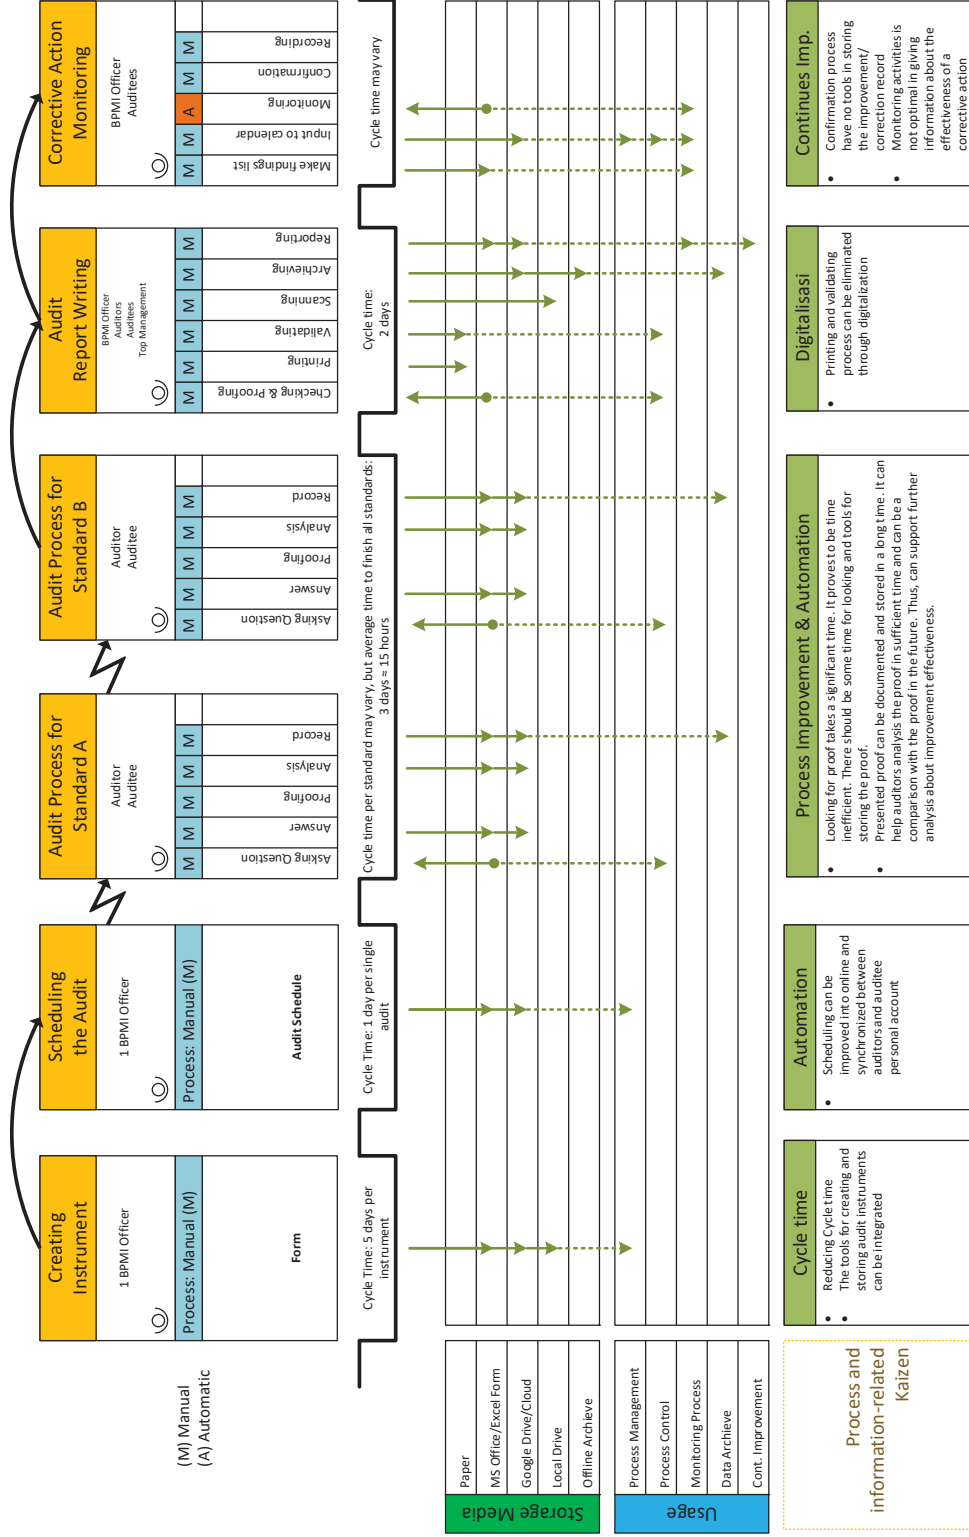 Creating
Instrument
1 BPMI Officer
Process: Manual (M)
Form
Scheduling
the Audit
1 BPMI Officer
Process: Manual (M)
Audit Schedule
Audit Process for
Standard A
Auditor
Auditee
M
M
M
M
M
Asking Question
Answer
Proofing
Analysis
Record
Audit Process for
Standard B
Auditor
Auditee
M
M
M
M
M
Asking Question
Answer
Proofing
Analysis
Record
Audit
Report Writing
BPMI Officer
Auditors
Auditees
Top Management
M
M
M
M
M
M
Checking & Proofing
Printing
Validating
Scanning
Archieving
Reporting
Corrective Action
Monitoring
BPMI Officer
Auditees
M
M
A
M
M
Make findings list
Input to calendar
Monitoring
Confirmation
Recording
(M) Manual
(A) Automatic
Cycle Time: 5 days per
instrument
Cycle Time: 1 day per single
audit
Cycle time per standard may vary, but average time to finish all standards:
3 days ≈ 15 hours
Cycle time:
2 days
Cycle time may vary
Storage Media
Paper
MS Office/Excel Form
Google Drive/Cloud
Local Drive
Offline Archieve
Usage
Process Management
Process Control
Monitoring Process
Data Archieve
Cont. Improvement
Process and
information-related
Kaizen
Cycle time
• Reducing Cycle time
• The tools for creating and
storing audit instruments
can be integrated
Automation
• Scheduling can be
improved into online and
synchronized between
auditors and auditee
personal account
Process Improvement & Automation
• Looking for proof takes a significant time. It proves to be time
inefficient. There should be some time for looking and tools for
storing the proof.
• Presented proof can be documented and stored in a long time. It can
help auditors analysis the proof in sufficient time and can be a
comparison with the proof in the future. Thus, can support further
analysis about improvement effectiveness.
Digitalisasi
• Printing and validating
process can be eliminated
through digitalization
Continues Imp.
• Confirmation process
have no tools in storing
the improvement/
correction record
• Monitoring activities is
not optimal in giving
information about the
effectiveness of a
corrective action